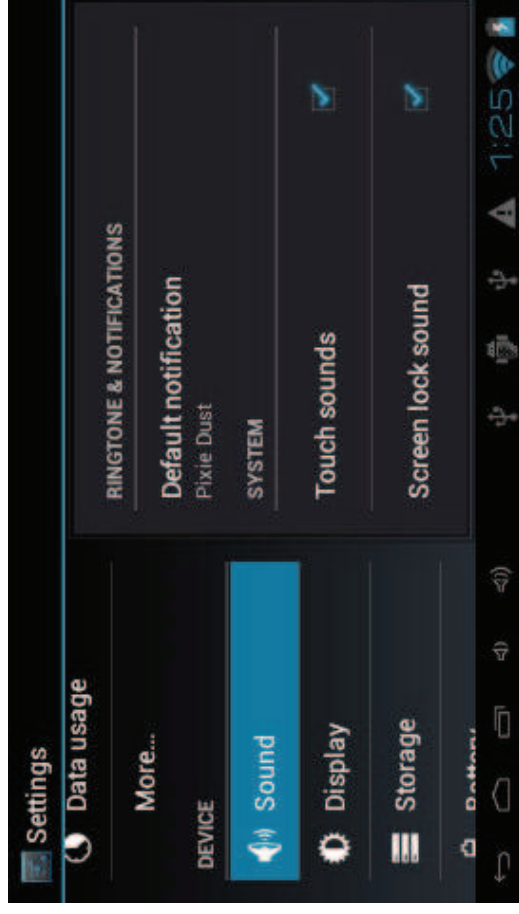 Settings
Data usage
More...
DEVICE
Sound
Display
Storage
Battery
RINGTONE & NOTIFICATIONS
Default notification
Pixie Dust
SYSTEM
Touch sounds
Screen lock sound
1:25